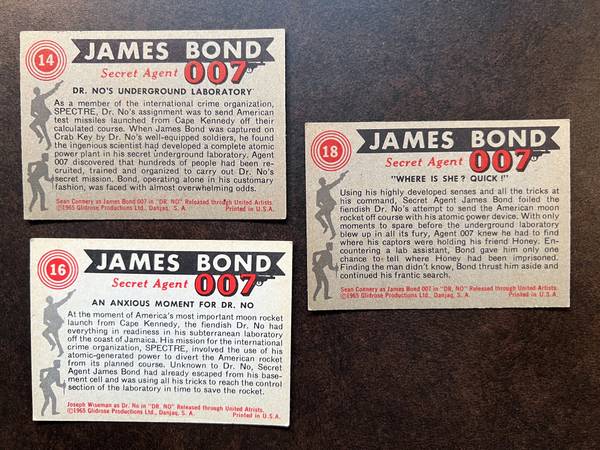 14
JAMES BOND
Secret Agent 007
DR. NO'S UNDERGROUND LABORATORY
As a member of the international crime organization,
SPECTRE, Dr. No's assignment was to send American
test missiles launched from Cape Kennedy off their
calculated course. When James Bond was captured on
Crab Key by Dr. No's well-equipped soldiers, he found
the ingenious scientist had developed a complete atomic
power plant in his secret underground laboratory. Agent
007 discovered that hundreds of people had been re-
cruited, trained and organized to carry out Dr. No's
secret mission. Bond, operating alone in his customary
fashion, was faced with almost overwhelming odds.
Sean Connery as James Bond 007 in "DR. NO" Released through United Artists.
©1965 Glidrose Productions Ltd., Danjaq, S. A. Printed in U.S.A.
16
JAMES BOND
Secret Agent 007
AN ANXIOUS MOMENT FOR DR. NO
At the moment of America's most important moon rocket
launch from Cape Kennedy, the fiendish Dr. No had
everything in readiness in his subterranean laboratory
off the coast of Jamaica. His mission for the international
crime organization, SPECTRE, involved the use of his
atomic-generated power to divert the American rocket
from its planned course. Unknown to Dr. No, Secret
Agent James Bond had already escaped from his base-
ment cell and was using all his tricks to reach the control
section of the laboratory in time to save the rocket.
Joseph Wiseman as Dr. No in "DR. NO" Released through United Atrists.
©1965 Glidrose Productions Ltd., Danjaq, S. A. Printed in U.S.A.
18
JAMES BOND
Secret Agent 007
"WHERE IS SHE? QUICK!"
Using his highly developed senses and all the tricks at
his command, Secret Agent James Bond foiled the
fiendish Dr. No's attempt to send the American moon
rocket off course with his atomic power device. With only
moments to spare before the underground laboratory
blew up in all its fury, Agent 007 knew he had to find
where his captors were holding his friend Honey. En-
countering a lab assistant, Bond gave him only one
chance to tell where Honey had been imprisoned.
Finding the man didn't know, Bond thrust him aside and
continued his frantic search.
Sean Connery as James Bond 007 in "DR. NO" Released through United Artists.
©1965 Glidrose Productions Ltd., Danjaq, S. A. Printed in U.S.A.